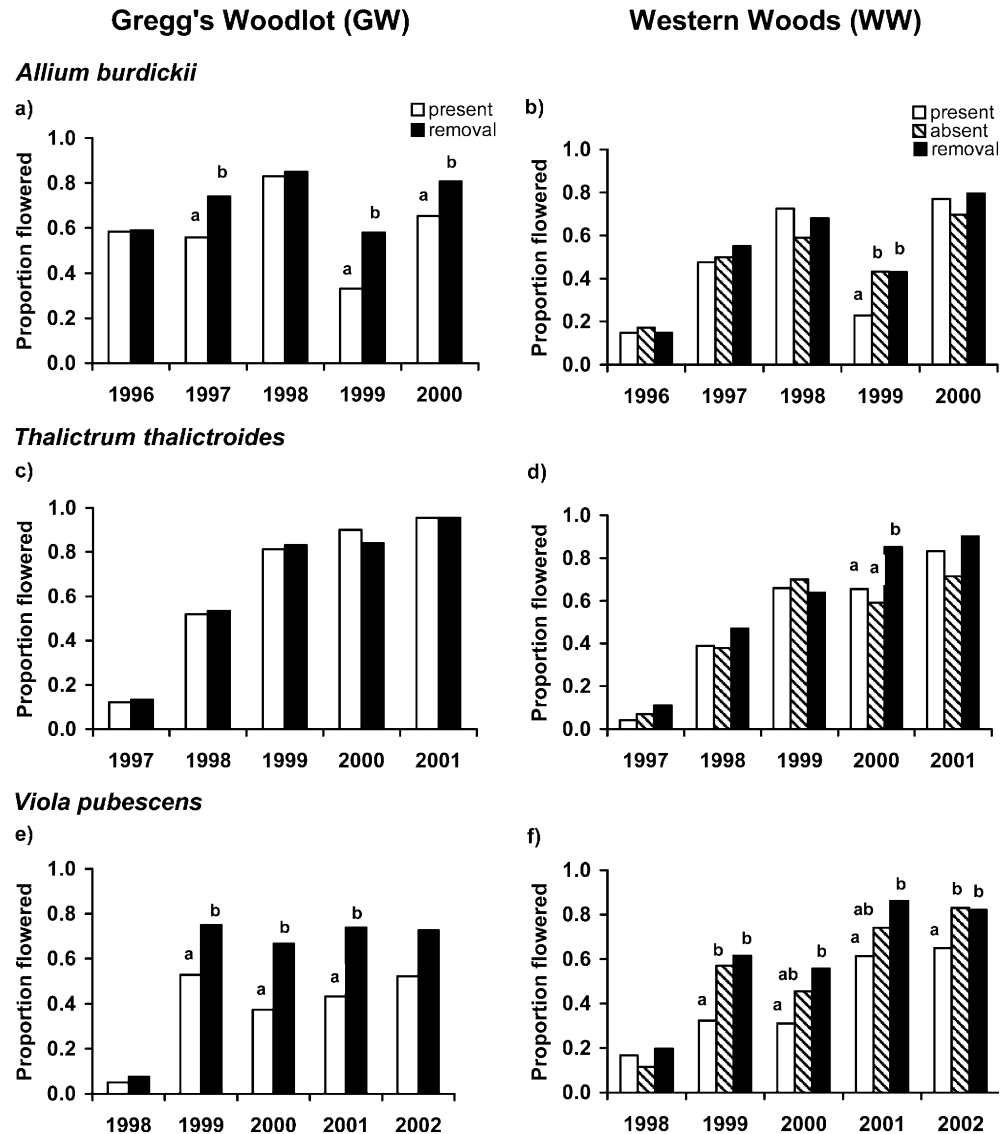 Gregg's Woodlot (GW)
Western Woods (WW)
Allium burdickii
a)
present
removal
1.0
0.8
0.6
0.4
0.2
0.0
Proportion flowered
a b
a b
a b
1996 1997 1998 1999 2000
b)
present
absent
removal
1.0
0.8
0.6
0.4
0.2
0.0
Proportion flowered
a b b
1996 1997 1998 1999 2000
Thalictrum thalictroides
c)
1.0
0.8
0.6
0.4
0.2
0.0
Proportion flowered
1997 1998 1999 2000 2001
d)
1.0
0.8
0.6
0.4
0.2
0.0
Proportion flowered
a a b
1997 1998 1999 2000 2001
Viola pubescens
e)
1.0
0.8
0.6
0.4
0.2
0.0
Proportion flowered
a b
a b
a b
1998 1999 2000 2001 2002
f)
1.0
0.8
0.6
0.4
0.2
0.0
Proportion flowered
a b b
a ab b
a ab b
a b b
1998 1999 2000 2001 2002